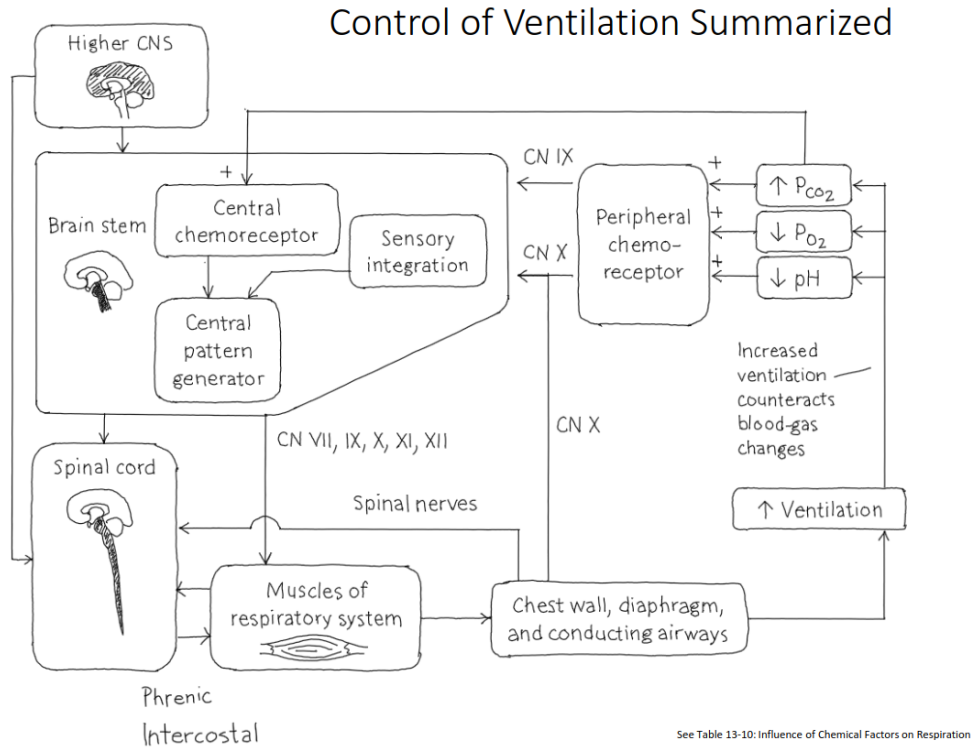 Control of Ventilation Summarized
Higher CNS
Brain stem
+
Central
chemoreceptor
Sensory
integration
Central
pattern
generator
CN IX
CN X
Peripheral
chemo-
receptor
+
↑ PCO2
+
↓ PO2
+
↓ pH
Increased
ventilation
counteracts
blood-gas
changes
CN VII, IX, X, XI, XII
CN X
Spinal cord
Spinal nerves
↑ Ventilation
Muscles of
respiratory system
Chest wall, diaphragm,
and conducting airways
Phrenic
Intercostal
See Table 13-10: Influence of Chemical Factors on Respiration